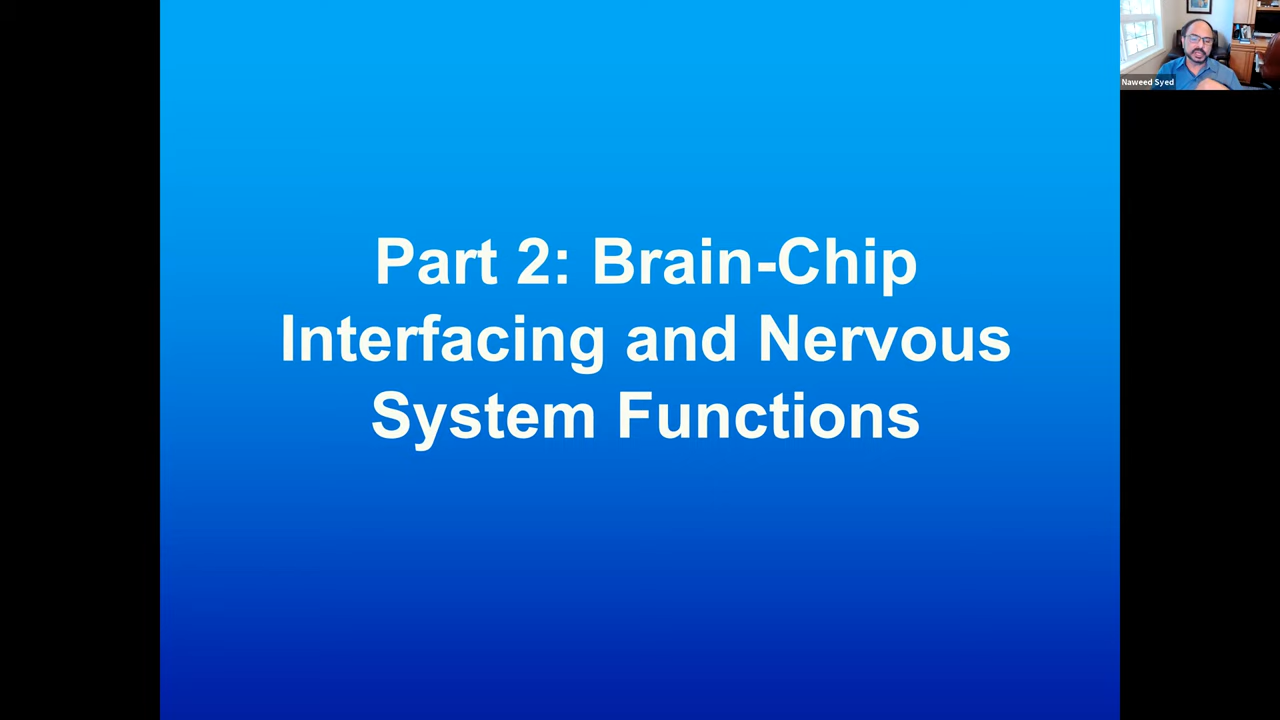 Naweed Syed
Part 2: Brain-Chip
Interfacing and Nervous
System Functions